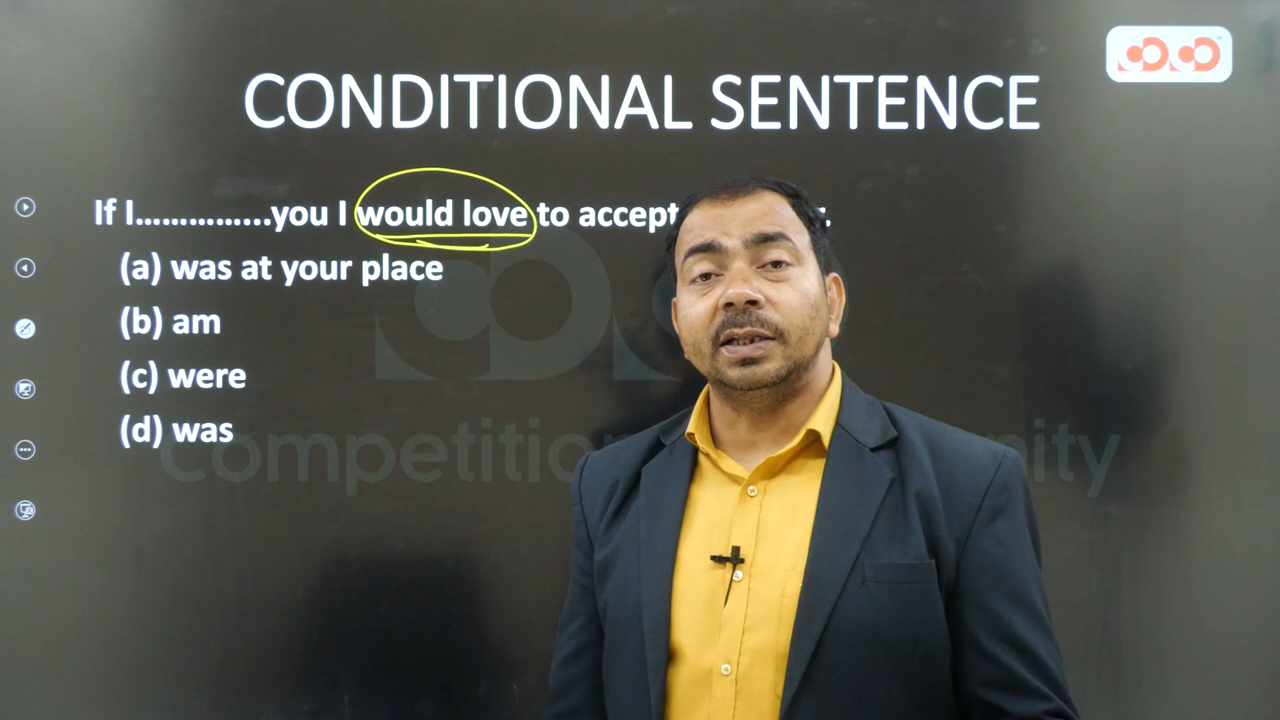 CONDITIONAL SENTENCE
If I...............you I would love to accept
(a) was at your place
(b) am
(c) were
(d) was